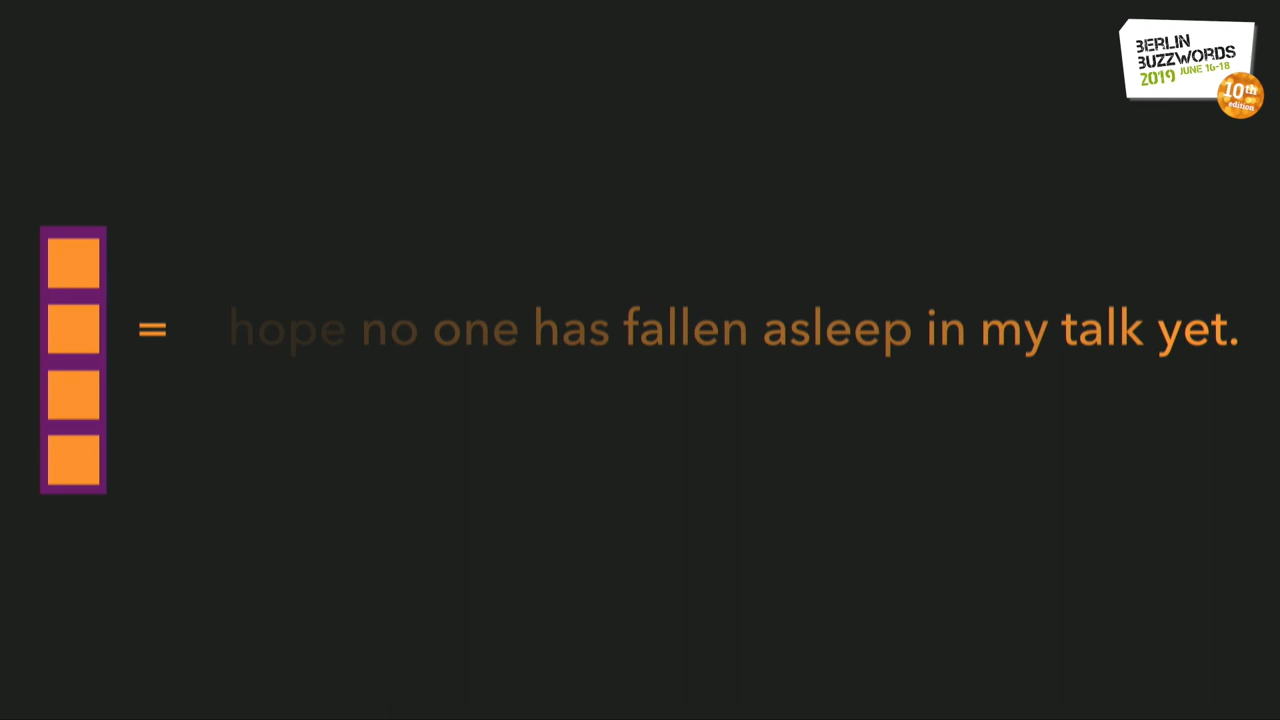 BERLIN
BUZZWORDS
2019 JUNE 16-18
10th
edition
= hope no one has fallen asleep in my talk yet.